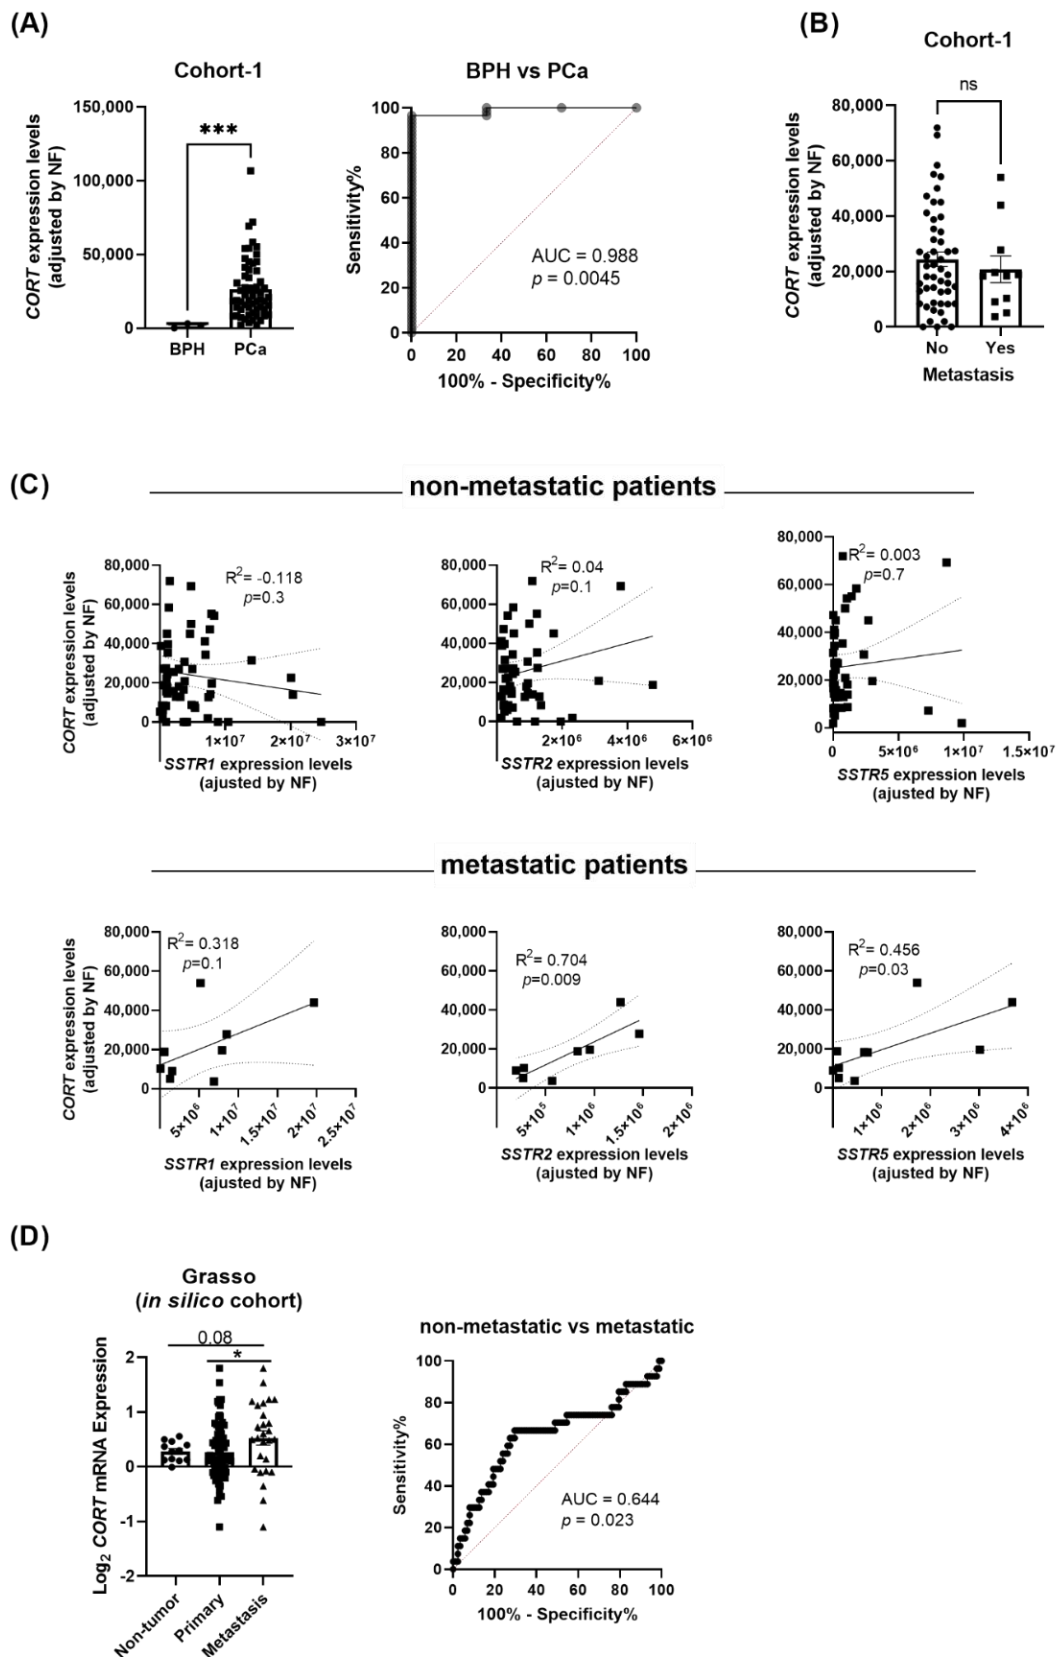 (A)
Cohort-1
CORT expression levels
(adjusted by NF)
150,000
100,000
50,000
0
***
BPH
PCa
BPH vs PCa
Sensitivity%
100
80
60
40
20
0
AUC = 0.988
p = 0.0045
0 20 40 60 80 100
100% - Specificity%
(B)
Cohort-1
ns
CORT expression levels
(adjusted by NF)
80,000
60,000
40,000
20,000
0
No
Yes
Metastasis
(C)
non-metastatic patients
CORT expression levels
(adjusted by NF)
80,000
60,000
40,000
20,000
0
R²= -0.118
p=0.3
1×10⁷ 2×10⁷ 3×10⁷
SSTR1 expression levels
(ajusted by NF)
80,000
60,000
40,000
20,000
0
R²= 0.04
p=0.1
2×10⁶ 4×10⁶ 6×10⁶
SSTR2 expression levels
(ajusted by NF)
80,000
60,000
40,000
20,000
0
R²= 0.003
p=0.7
0 5×10⁶ 1×10⁷ 1.5×10⁷
SSTR5 expression levels
(ajusted by NF)
metastatic patients
CORT expression levels
(adjusted by NF)
80,000
60,000
40,000
20,000
0
R²= 0.318
p=0.1
5×10⁶ 1×10⁷ 1.5×10⁷ 2×10⁷ 2.5×10⁷
SSTR1 expression levels
(ajusted by NF)
80,000
60,000
40,000
20,000
0
R²= 0.704
p=0.009
5×10⁵ 1×10⁶ 1.5×10⁶ 2×10⁶
SSTR2 expression levels
(ajusted by NF)
80,000
60,000
40,000
20,000
0
R²= 0.456
p=0.03
1×10⁶ 2×10⁶ 3×10⁶ 4×10⁶
SSTR5 expression levels
(ajusted by NF)
(D)
Grasso
(in silico cohort)
0.08
*
Log₂ CORT mRNA Expression
2
1
0
-1
-2
Non-tumor
Primary
Metastasis
non-metastatic vs metastatic
Sensitivity%
100
80
60
40
20
0
AUC = 0.644
p = 0.023
0 20 40 60 80 100
100% - Specificity%